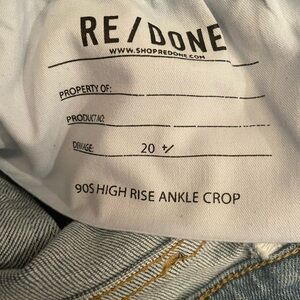 RE/DONE
WWW.SHOPREDONE.COM
PROPERTY OF:
PRODUCT NO:
DAMAGE: 20 +/
90S HIGH RISE ANKLE CROP